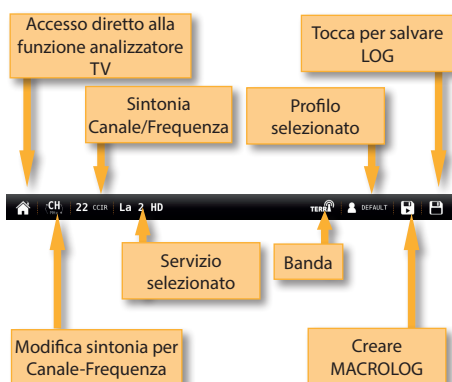 Accesso diretto alla
funzione analizzatore
TV
Tocca per salvare
LOG
Sintonia
Canale/Frequenza
Profilo
selezionato
CH 22 CCIR La 2 HD TERR DEFAULT
Servizio
selezionato
Banda
Modifica sintonia per
Canale-Frequenza
Creare
MACROLOG